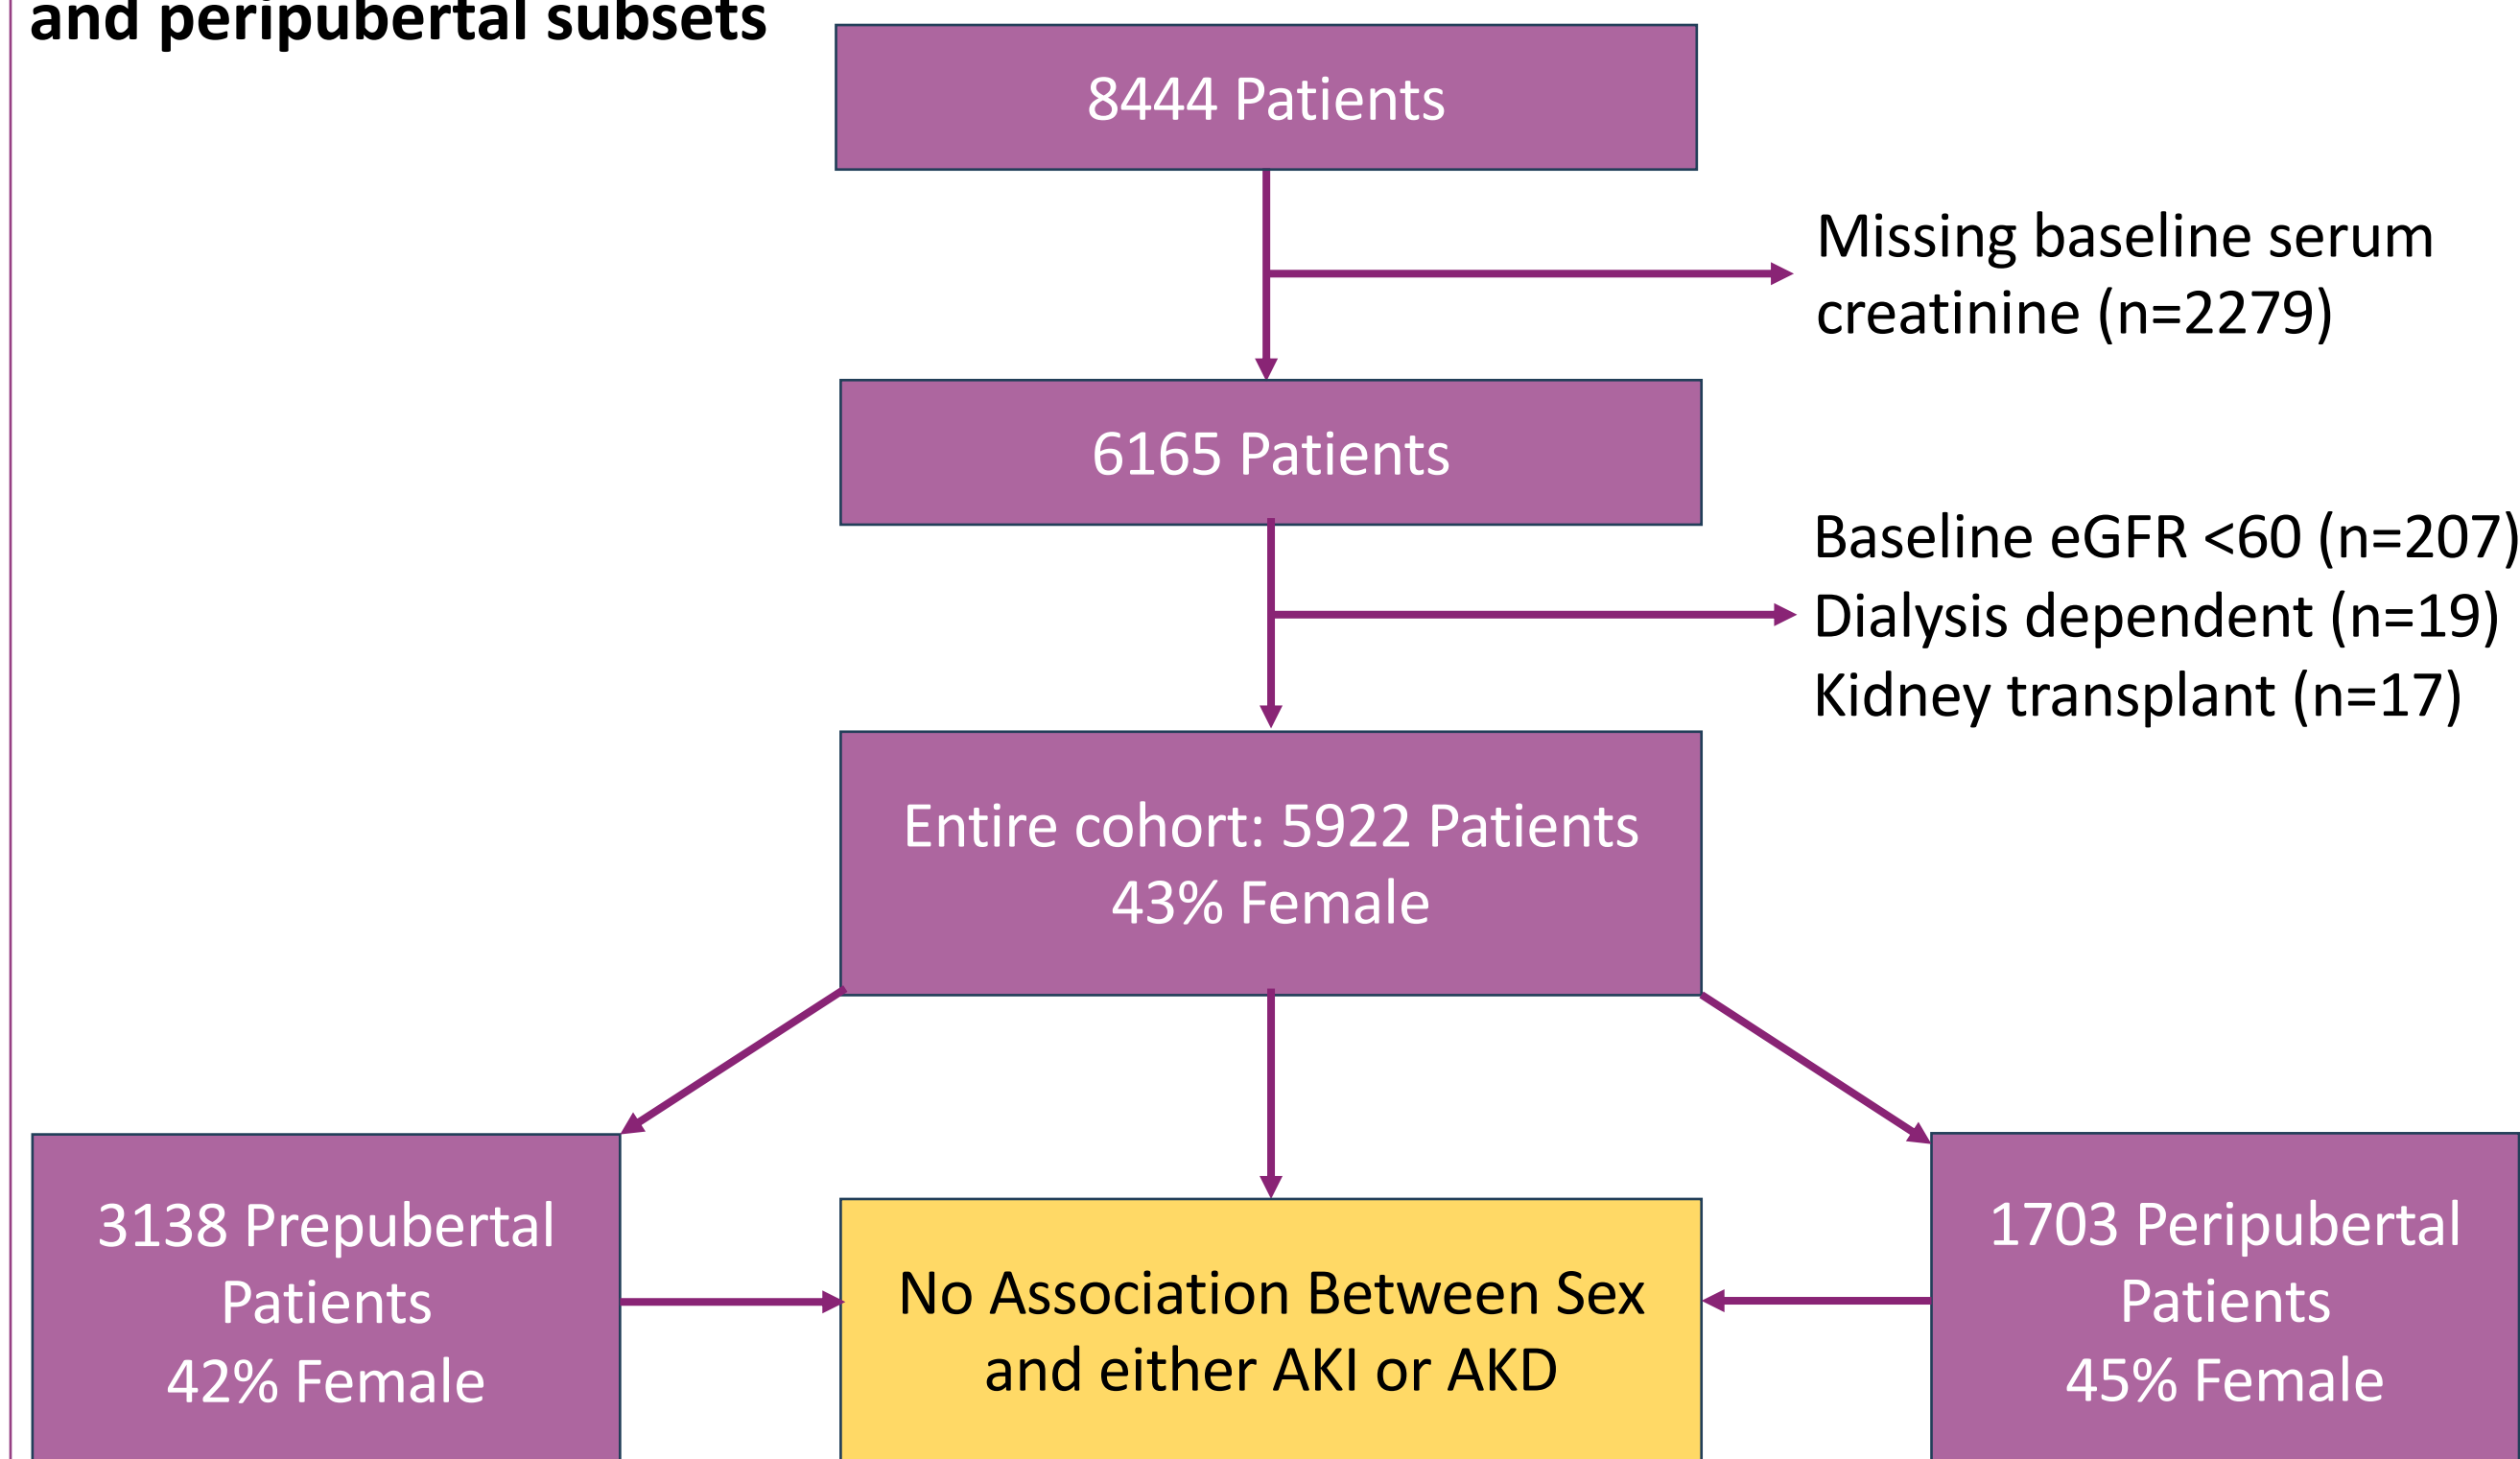 and peripubertal subsets
8444 Patients
Missing baseline serum
creatinine (n=2279)
6165 Patients
Baseline eGFR <60 (n=207)
Dialysis dependent (n=19)
Kidney transplant (n=17)
Entire cohort: 5922 Patients
43% Female
3138 Prepubertal
Patients
42% Female
No Association Between Sex
and either AKI or AKD
1703 Peripubertal
Patients
45% Female